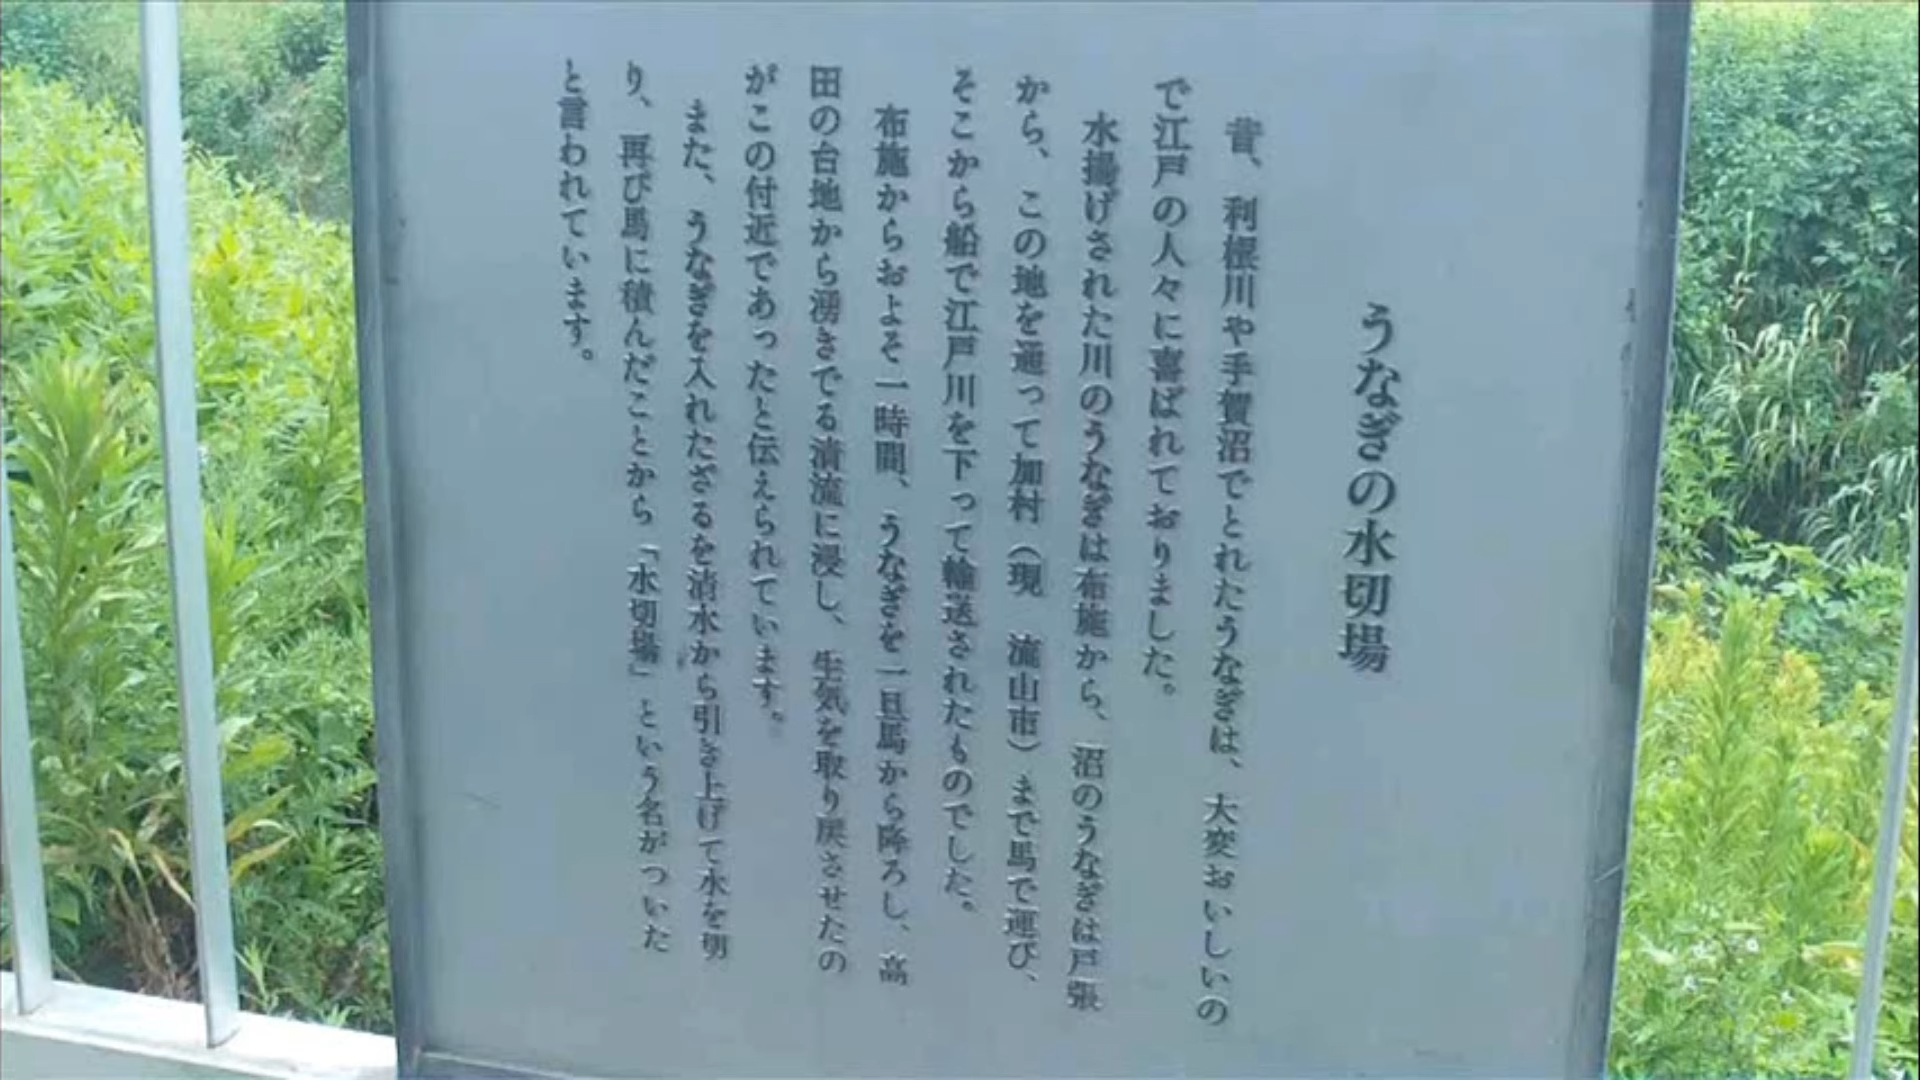 うなぎの水切場
昔、利根川や手賀沼でとれたうなぎは、大変おいしいの
で江戸の人々に喜ばれておりました。
水揚げされた川のうなぎは布施から、沼のうなぎは戸張
から、この地を通って加村（現 流山市）まで馬で運び、
そこから船で江戸川を下って輸送されたものでした。
布施からおよそ一時間、うなぎを一旦馬から降ろし、高
田の台地から湧きでる清流に浸し、生気を取り戻させたの
がこの付近であったと伝えられています。
また、うなぎを入れたざるを清水から引き上げて水を切
り、再び馬に積んだことから「水切場」という名がついた
と言われています。